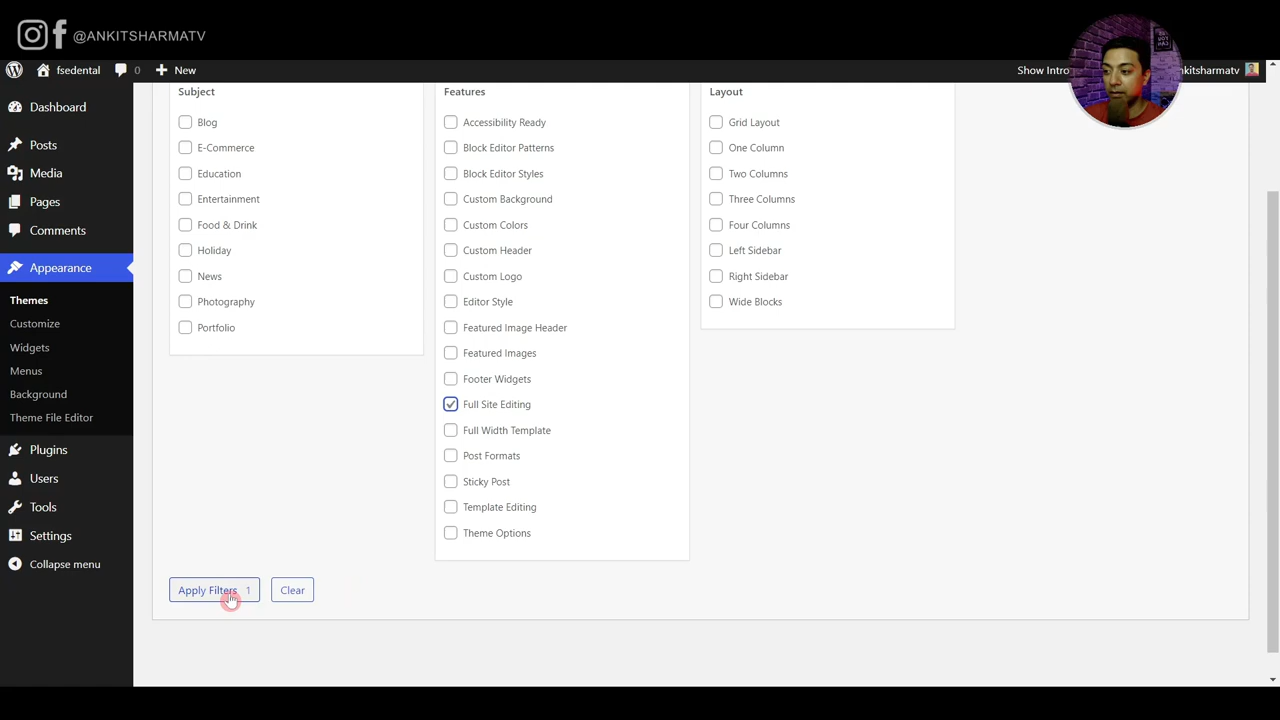 @ANKITSHARMATV
fsedental
0
New
Show Intro
nkitsharmatv
Dashboard
Posts
Media
Pages
Comments
Appearance
Themes
Customize
Widgets
Menus
Background
Theme File Editor
Plugins
Users
Tools
Settings
Collapse menu
Subject
Blog
E-Commerce
Education
Entertainment
Food & Drink
Holiday
News
Photography
Portfolio
Features
Accessibility Ready
Block Editor Patterns
Block Editor Styles
Custom Background
Custom Colors
Custom Header
Custom Logo
Editor Style
Featured Image Header
Featured Images
Footer Widgets
Full Site Editing
Full Width Template
Post Formats
Sticky Post
Template Editing
Theme Options
Layout
Grid Layout
One Column
Two Columns
Three Columns
Four Columns
Left Sidebar
Right Sidebar
Wide Blocks
Apply Filters 1
Clear